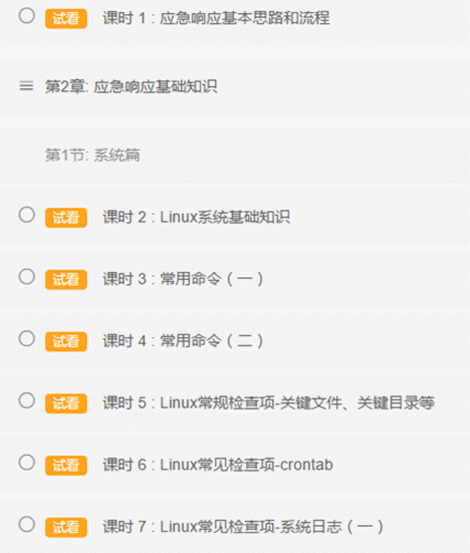 试看 课时 1：应急响应基本思路和流程
第2章: 应急响应基础知识
第1节: 系统篇
试看 课时 2：Linux系统基础知识
试看 课时 3：常用命令（一）
试看 课时 4：常用命令（二）
试看 课时 5：Linux常规检查项-关键文件、关键目录等
试看 课时 6：Linux常见检查项-crontab
试看 课时 7：Linux常见检查项-系统日志（一）